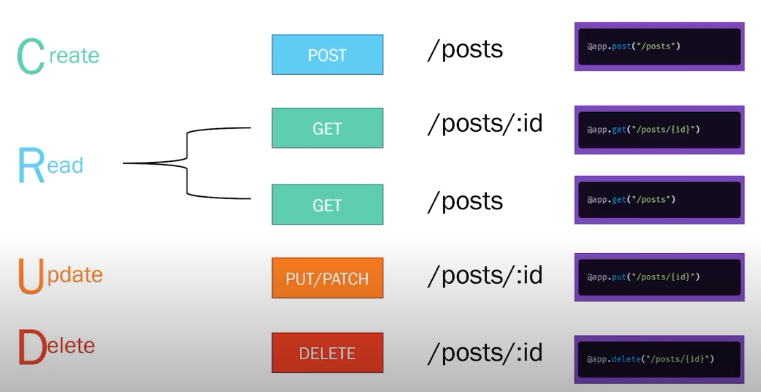 Create POST /posts @app.post("/posts")
GET /posts/:id @app.get("/posts/{id}")
Read
GET /posts @app.get("/posts")
Update PUT/PATCH /posts/:id @app.put("/posts/{id}")
Delete DELETE /posts/:id @app.delete("/posts/{id}")